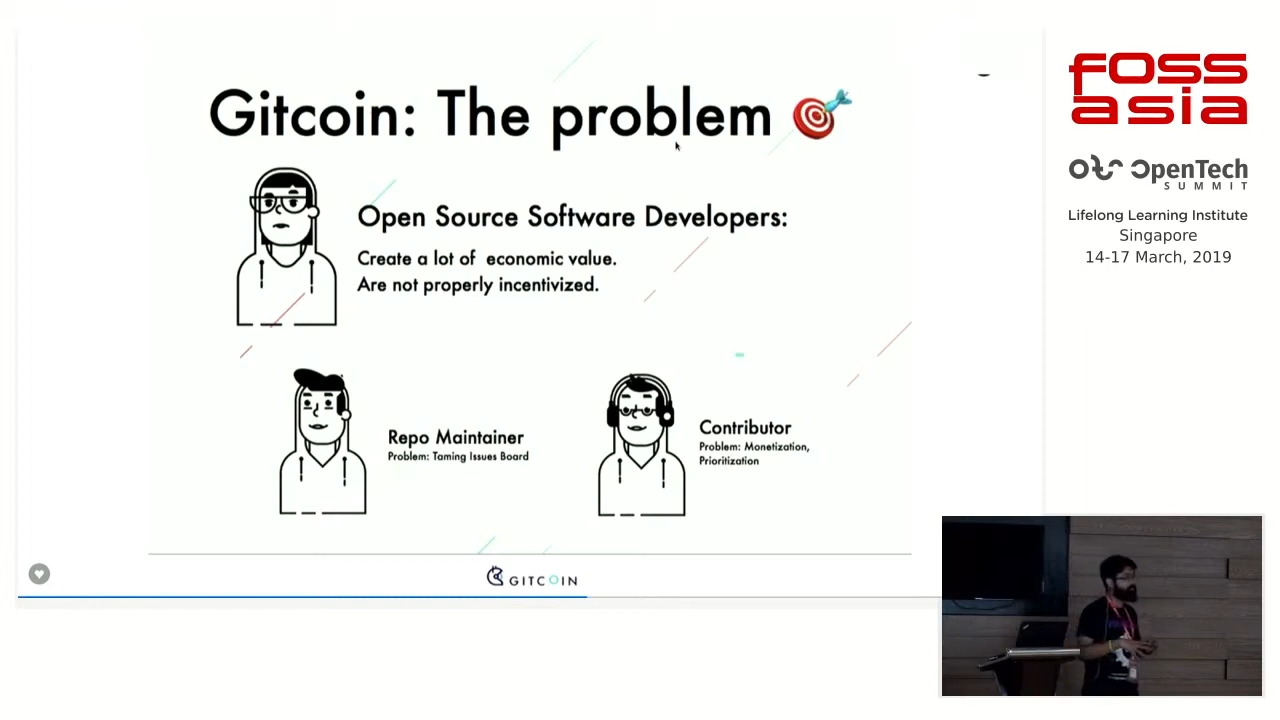 Gitcoin: The problem
Open Source Software Developers:
Create a lot of economic value.
Are not properly incentivized.
Repo Maintainer
Problem: Taming Issues Board
Contributor
Problem: Monetization,
Prioritization
GITCOIN
FOSS
asia
OpenTech
SUMMIT
Lifelong Learning Institute
Singapore
14-17 March, 2019